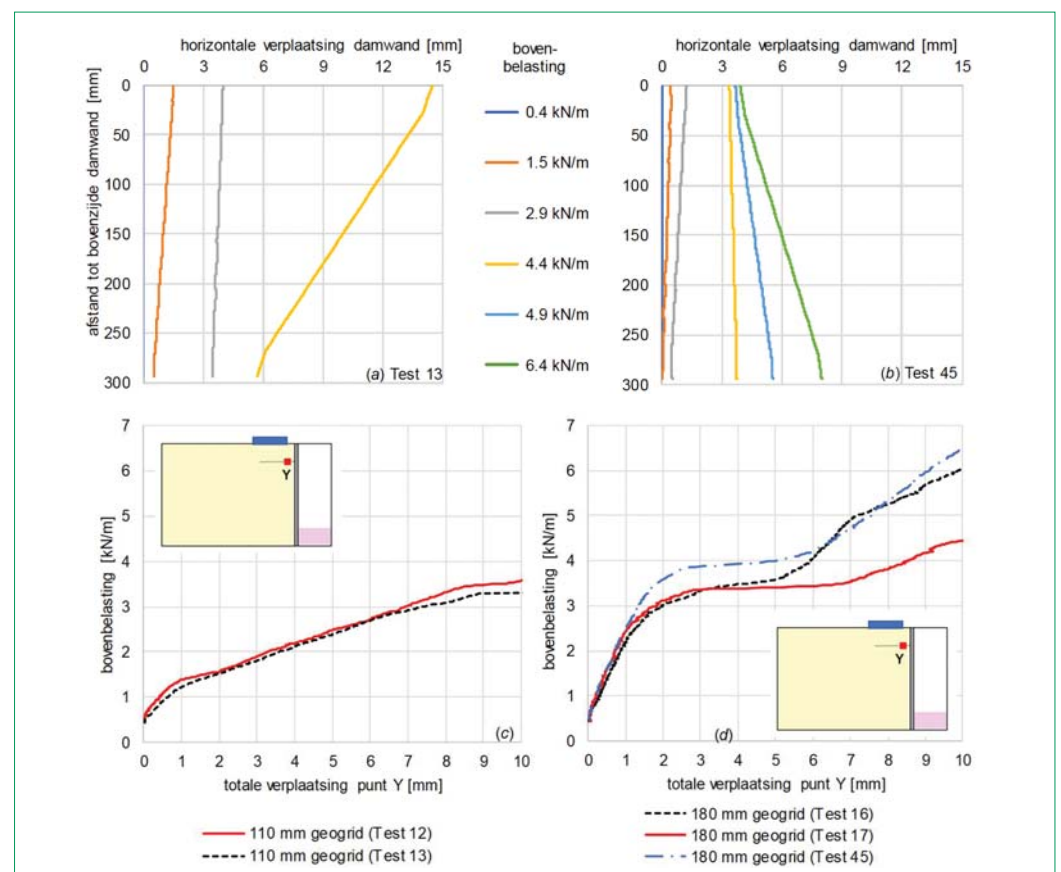 horizontale verplaatsing damwand [mm]
0 3 6 9 12 15
afstand tot bovenzijde damwand [mm]
0
50
100
150
200
250
300
(a) Test 13
boven-
belasting
0.4 kN/m
1.5 kN/m
2.9 kN/m
4.4 kN/m
4.9 kN/m
6.4 kN/m
horizontale verplaatsing damwand [mm]
0 3 6 9 12 15
0
50
100
150
200
250
300
(b) Test 45
bovenbelasting [kN/m]
7
6
5
4
3
2
1
0
Y
(c)
0 1 2 3 4 5 6 7 8 9 10
totale verplaatsing punt Y [mm]
110 mm geogrid (Test 12)
110 mm geogrid (Test 13)
bovenbelasting [kN/m]
7
6
5
4
3
2
1
0
Y
(d)
0 1 2 3 4 5 6 7 8 9 10
totale verplaatsing punt Y [mm]
180 mm geogrid (Test 16)
180 mm geogrid (Test 17)
180 mm geogrid (Test 45)